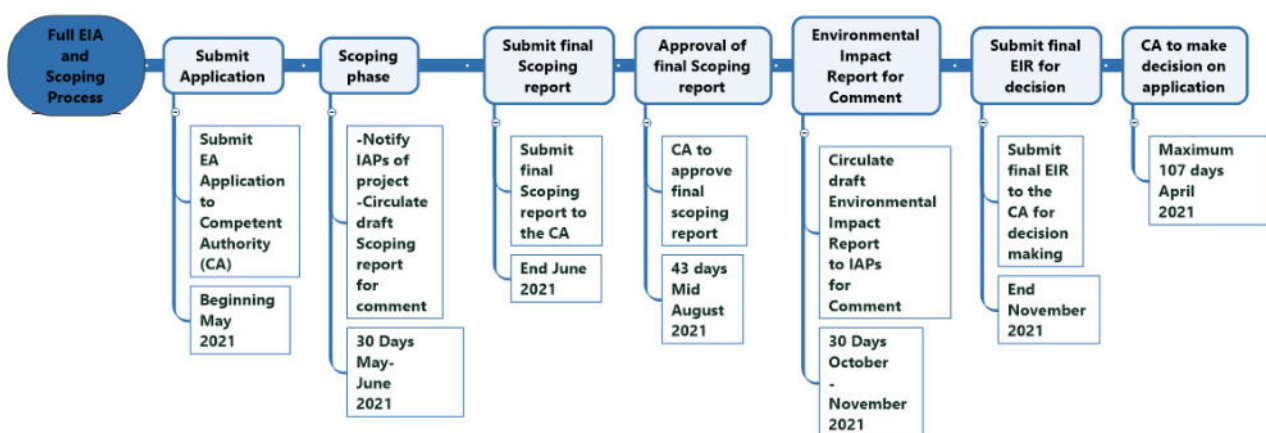 Full EIA
and
Scoping
Process
Submit
Application
Submit
EA
Application
to
Competent
Authority
(CA)
Beginning
May
2021
Scoping
phase
-Notify
IAPs of
project
-Circulate
draft
Scoping
report
for
comment
30 Days
May-
June
2021
Submit final
Scoping
report
Submit
final
Scoping
report to
the CA
End June
2021
Approval of
final Scoping
report
CA to
approve
final
scoping
report
43 days
Mid
August
2021
Environmental
Impact
Report for
Comment
Circulate
draft
Environmental
Impact
Report
to IAPs
for
Comment
30 Days
October
-
November
2021
Submit final
EIR for
decision
Submit
final EIR
to the
CA for
decision
making
End
November
2021
CA to make
decision on
application
Maximum
107 days
April
2021